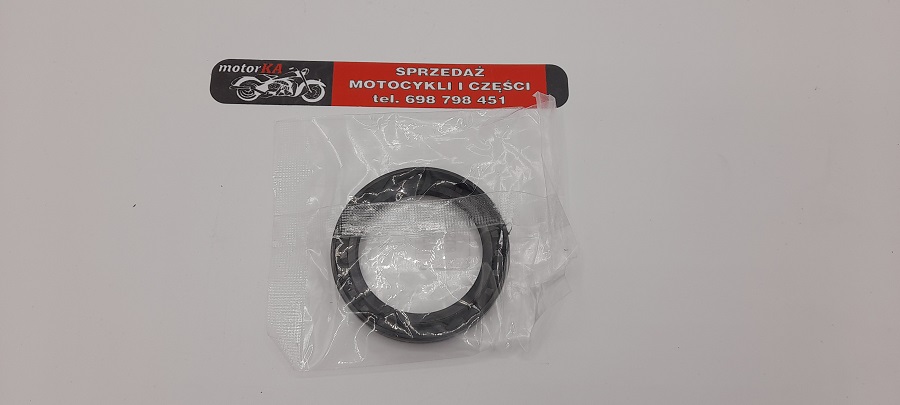 motorKA
SPRZEDAŻ
MOTOCYKLI I CZĘŚCI
tel. 698 798 451